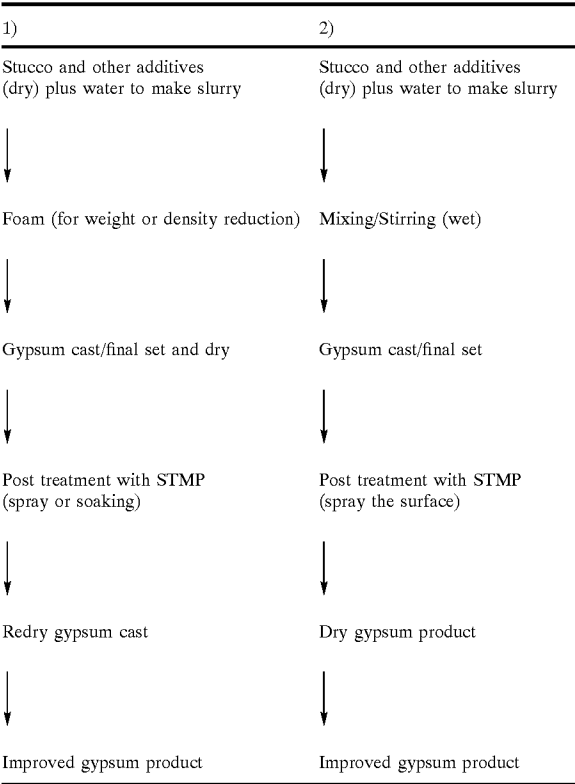 1)
Stucco and other additives
(dry) plus water to make slurry
Foam (for weight or density reduction)
Gypsum cast/final set and dry
Post treatment with STMP
(spray or soaking)
Redry gypsum cast
Improved gypsum product
2)
Stucco and other additives
(dry) plus water to make slurry
Mixing/Stirring (wet)
Gypsum cast/final set
Post treatment with STMP
(spray the surface)
Dry gypsum product
Improved gypsum product